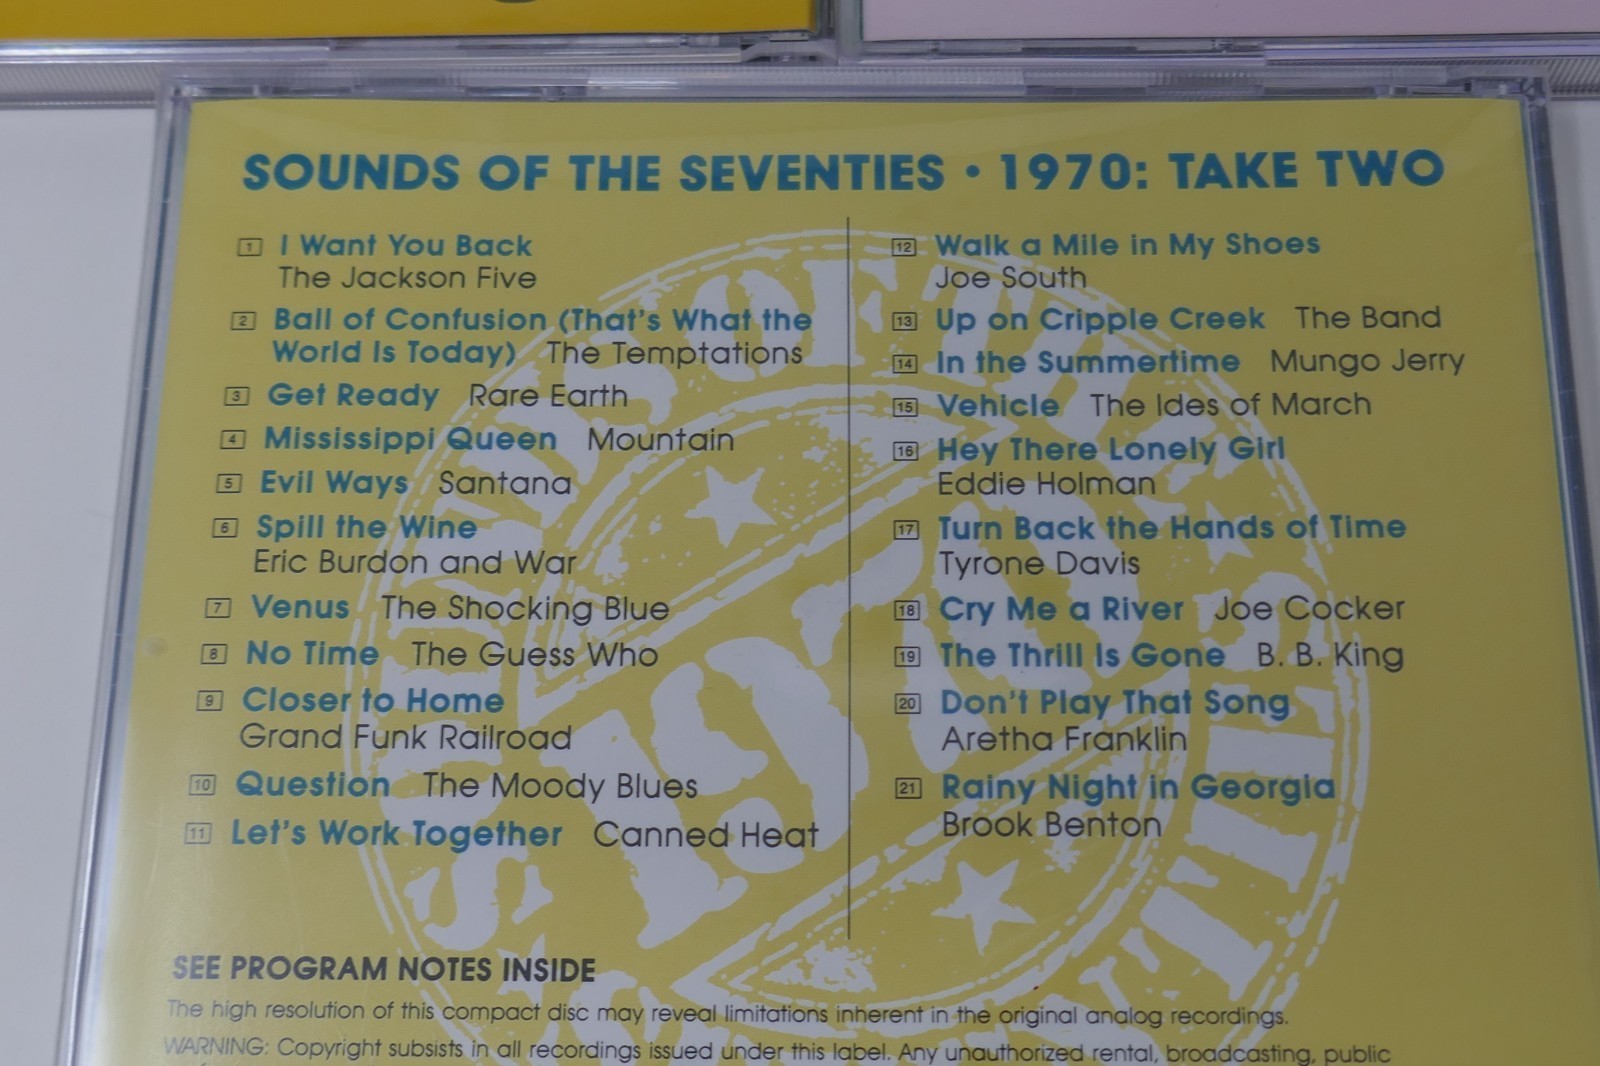 SOUNDS OF THE SEVENTIES • 1970: TAKE TWO
1 I Want You Back
The Jackson Five
2 Ball of Confusion (That's What the
World Is Today) The Temptations
3 Get Ready Rare Earth
4 Mississippi Queen Mountain
5 Evil Ways Santana
6 Spill the Wine
Eric Burdon and War
7 Venus The Shocking Blue
8 No Time The Guess Who
9 Closer to Home
Grand Funk Railroad
10 Question The Moody Blues
11 Let's Work Together Canned Heat
12 Walk a Mile in My Shoes
Joe South
13 Up on Cripple Creek The Band
14 In the Summertime Mungo Jerry
15 Vehicle The Ides of March
16 Hey There Lonely Girl
Eddie Holman
17 Turn Back the Hands of Time
Tyrone Davis
18 Cry Me a River Joe Cocker
19 The Thrill Is Gone B. B. King
20 Don't Play That Song
Aretha Franklin
21 Rainy Night in Georgia
Brook Benton
SOUNDS OF THE SEVENTIES
1970
SEE PROGRAM NOTES INSIDE
The high resolution of this compact disc may reveal limitations inherent in the original analog recordings.
WARNING: Copyright subsists in all recordings issued under this label. Any unauthorized rental, broadcasting, public